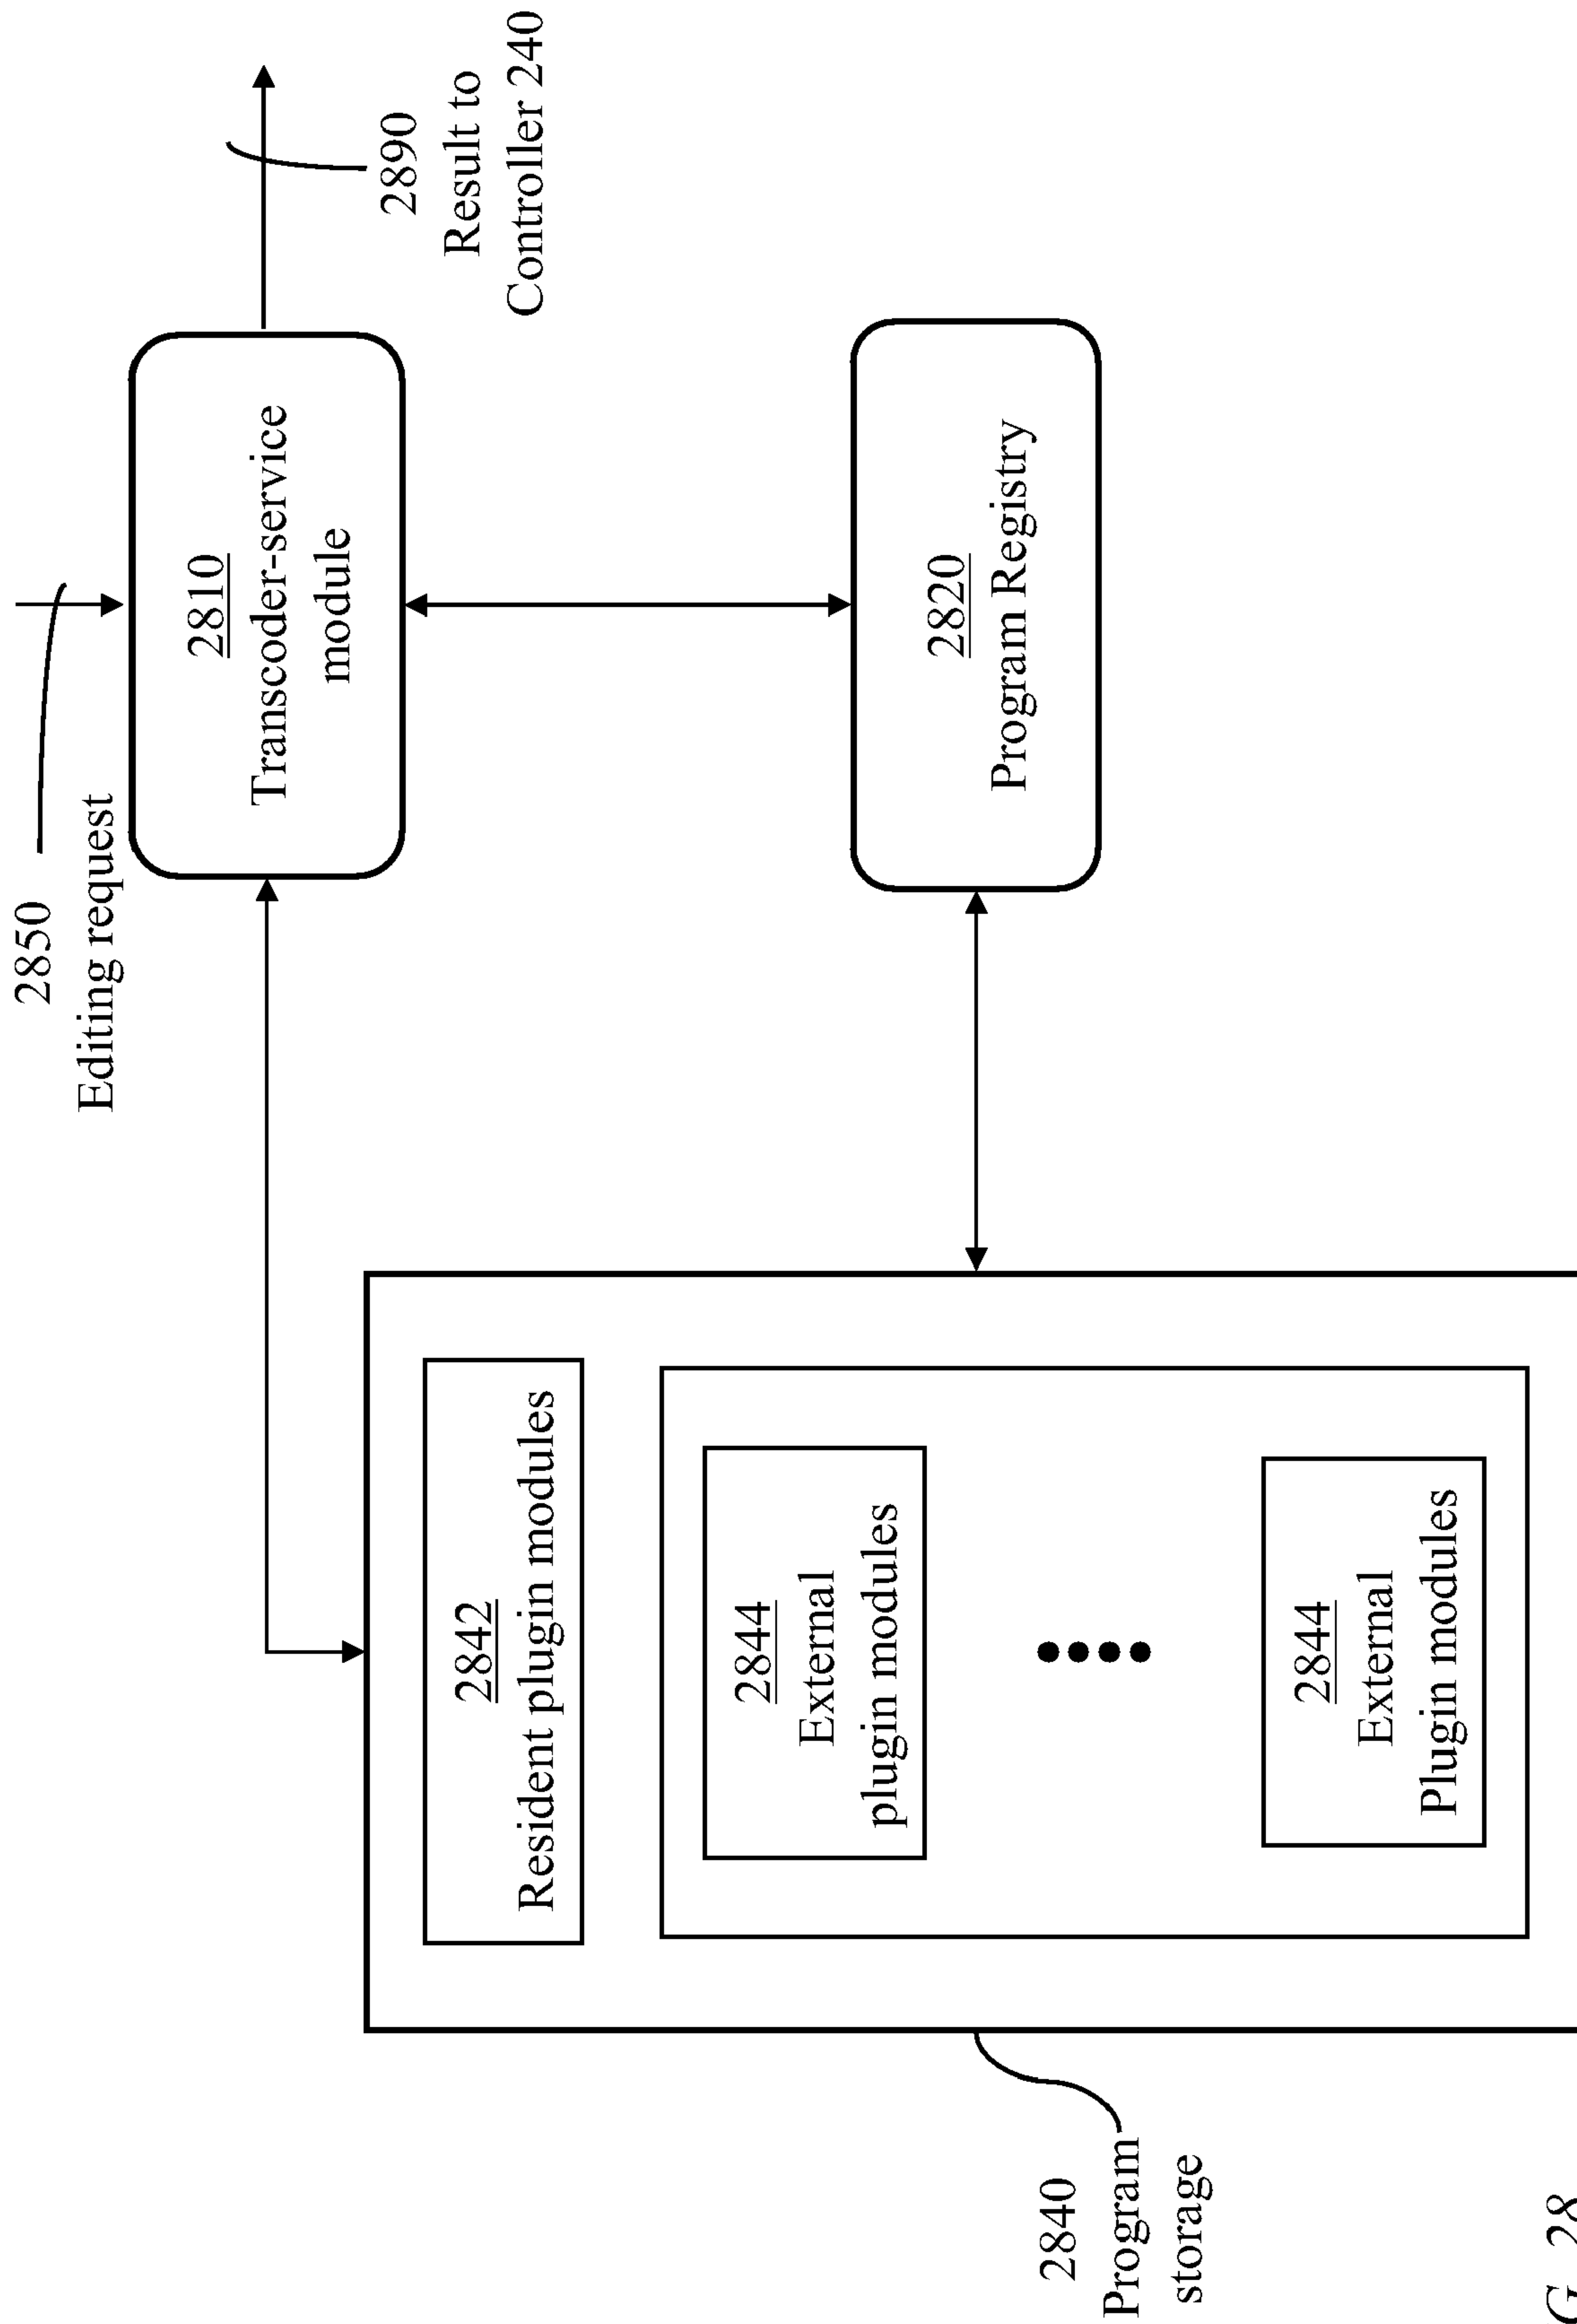 2850
Editing request
2810
Transcoder-service
module
2890
Result to
Controller 240
2842
Resident plugin modules
2844
External
plugin modules
2820
Program Registry
2844
External
Plugin modules
2840
Program
storage
G. 28